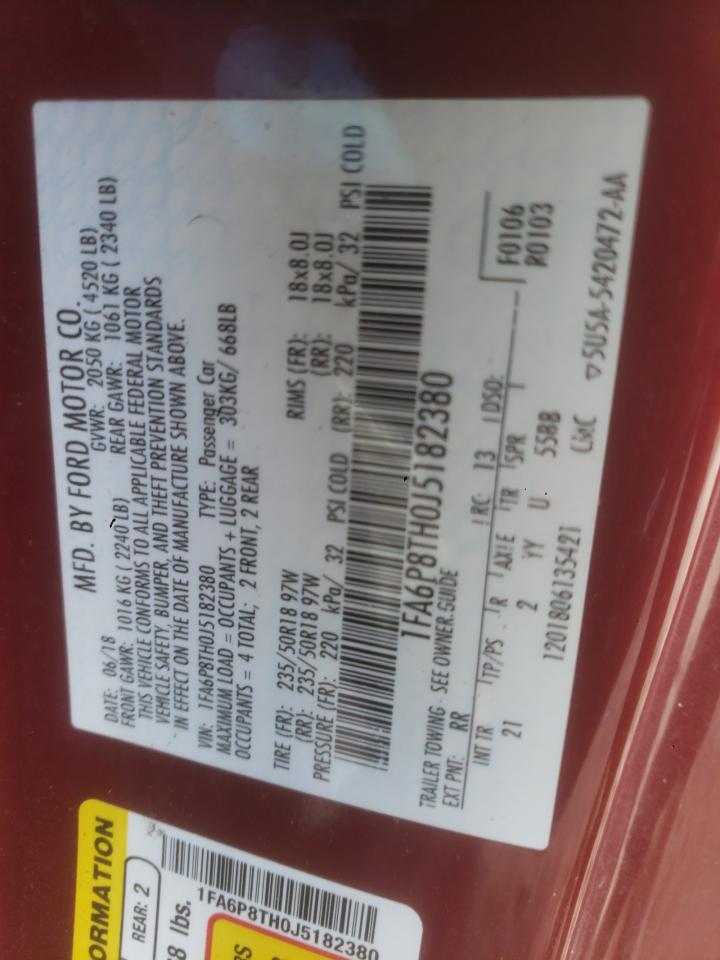 MFD. BY FORD MOTOR CO.
DATE: 06/18 GVWR: 2050 KG ( 4520 LB)
FRONT GAWR: 1016 KG ( 2240 LB) REAR GAWR: 1061 KG ( 2340 LB)
THIS VEHICLE CONFORMS TO ALL APPLICABLE FEDERAL MOTOR
VEHICLE SAFETY, BUMPER, AND THEFT PREVENTION STANDARDS
IN EFFECT ON THE DATE OF MANUFACTURE SHOWN ABOVE.
VIN: 1FA6P8TH0J5182380 TYPE: Passenger Car
MAXIMUM LOAD = OCCUPANTS + LUGGAGE = 303KG/ 668LB
OCCUPANTS = 4 TOTAL; 2 FRONT, 2 REAR
TIRE (FR): 235/50R18 97W RIMS (FR): 18x8.0J
(RR): 235/50R18 97W (RR): 18x8.0J
PRESSURE (FR): 220 kPa/ 32 PSI COLD (RR): 220 kPa/ 32 PSI COLD
1FA6P8TH0J5182380
TRAILER TOWING - SEE OWNER GUIDE
EXT PNT: RR RC: 13 DSO:
INT TR TP/PS R AXLE TR SPR F0106
21 2 YY U 5SBB R0103
1201806135421 CWC ▽5U5A-5420472-AA
ORMATION
REAR: 2
8 lbs.
1FA6P8TH0J5182380